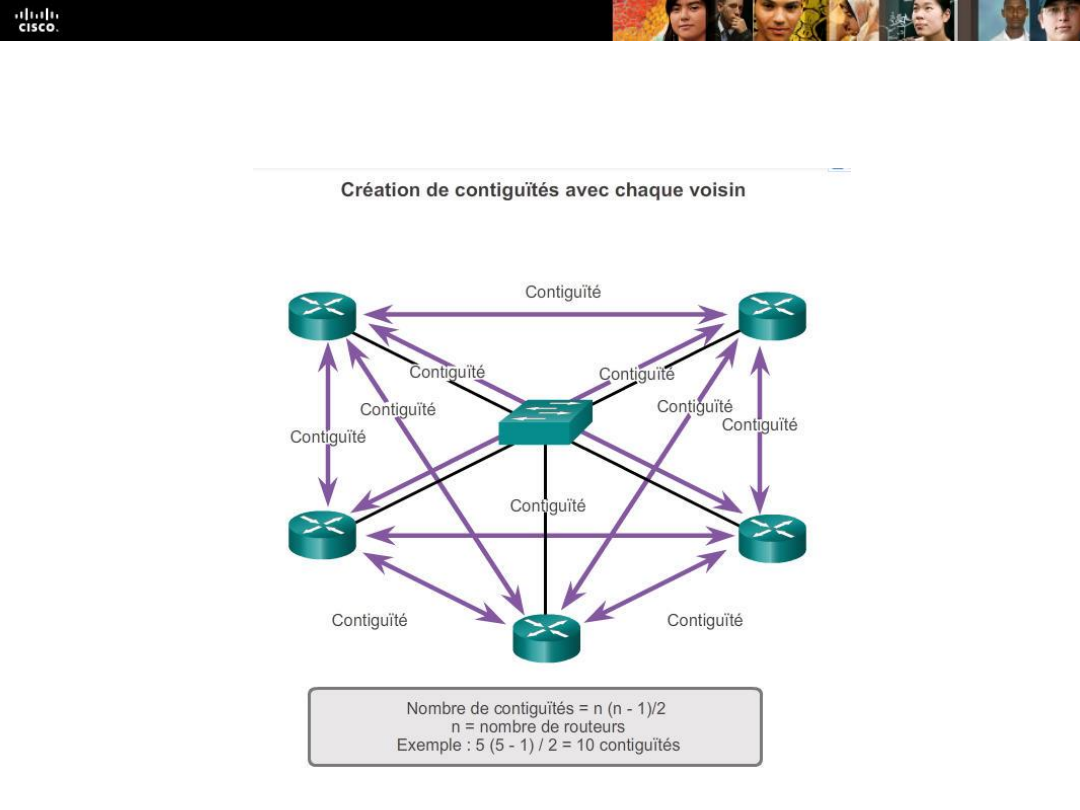 CISCO.
Création de contiguïtés avec chaque voisin
Contiguïté
Contiguïté
Contiguïté
Contiguïté
Contiguïté
Contiguïté
Contiguïté
Contiguïté
Contiguïté
Contiguïté
Nombre de contiguïtés = n (n - 1)/2
n = nombre de routeurs
Exemple : 5 (5 - 1) / 2 = 10 contiguïtés